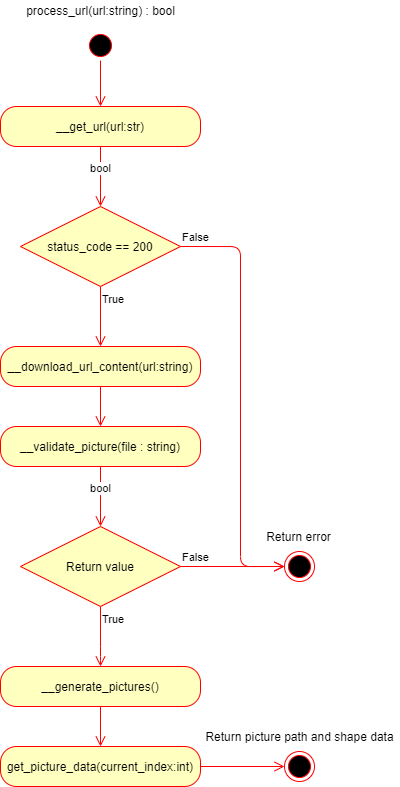 process_url(url:string) : bool
__get_url(url:str)
bool
status_code == 200
False
True
__download_url_content(url:string)
__validate_picture(file : string)
bool
Return value
False
Return error
True
__generate_pictures()
get_picture_data(current_index:int)
Return picture path and shape data